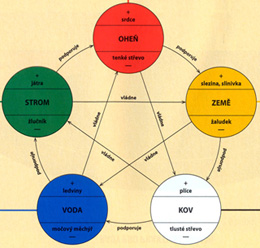 +
srdce
OHEŇ
tenké střevo
—
podporuje
podporuje
+
játra
STROM
žlučník
—
vládne
+
slezina, slinivka
ZEMĚ
žaludek
—
vládne
vládne
vládne
vládne
podporuje
podporuje
+
ledviny
VODA
močový měchýř
—
podporuje
+
plíce
KOV
tlusté střevo
—